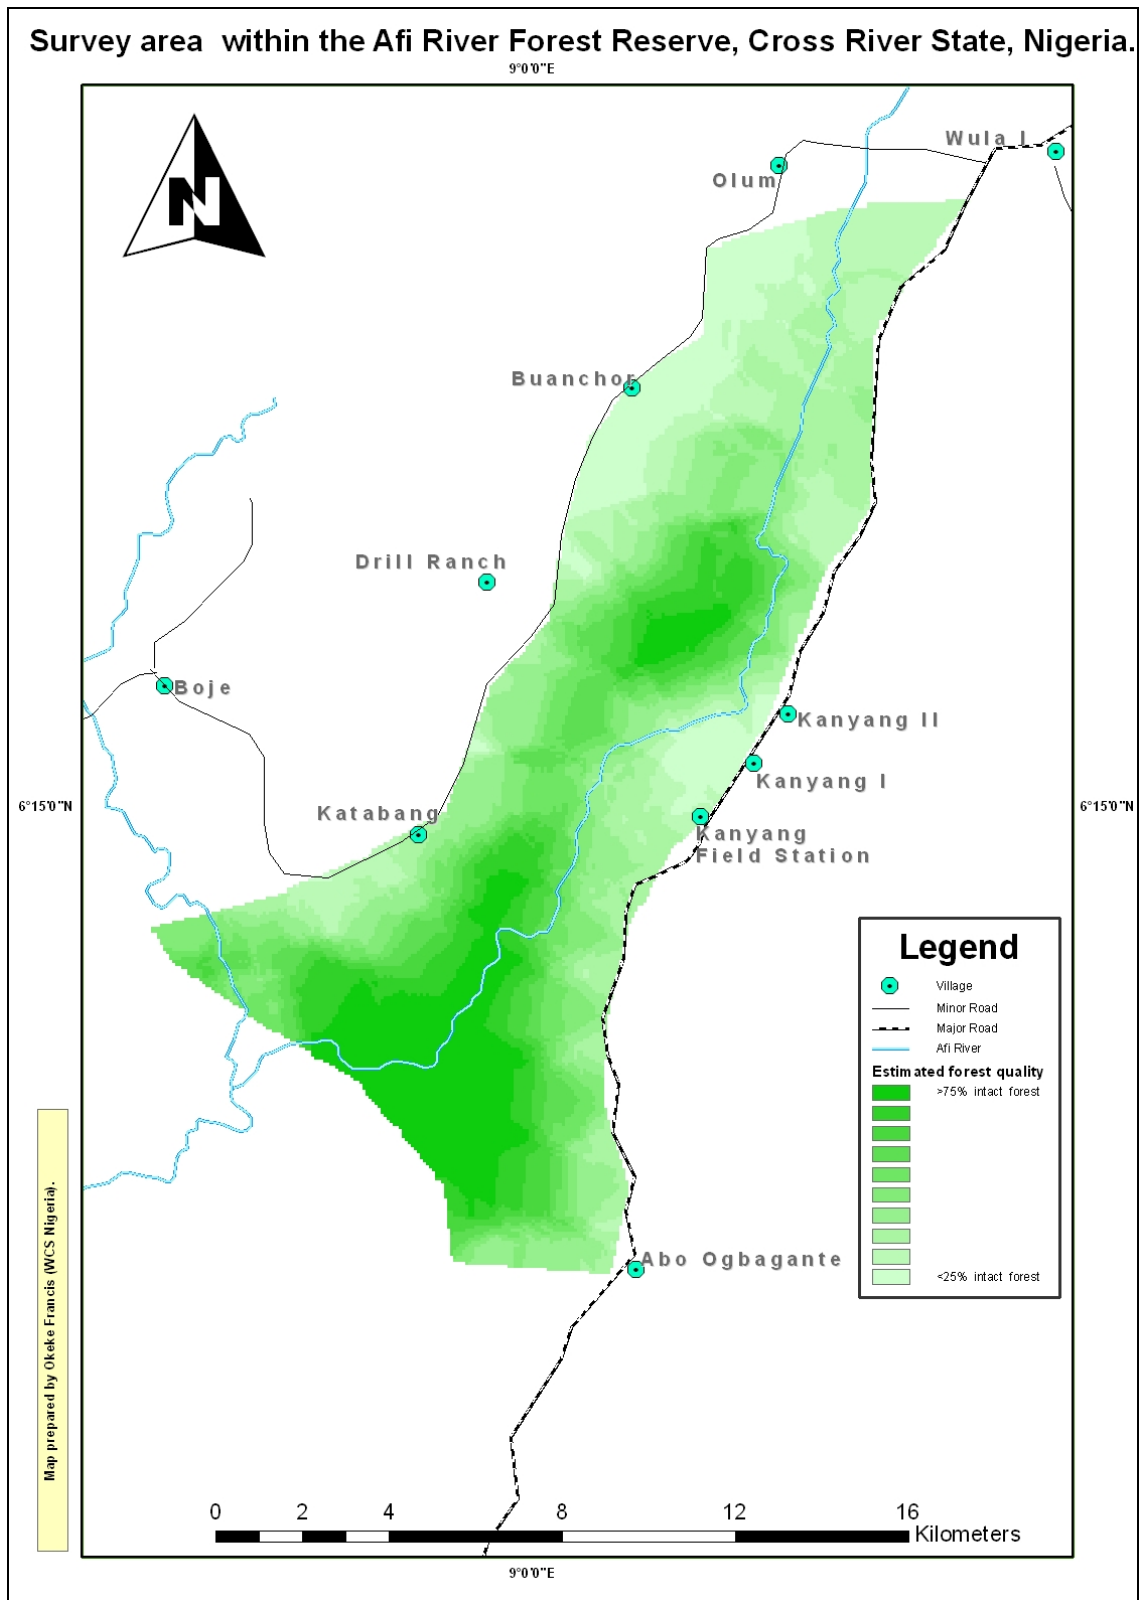 Survey area  within the Afi River Forest Reserve, Cross River State, Nigeria.
9°0'0"E
N
Wula I
Olum
Buanchor
Drill Ranch
Boje
Kanyang II
Kanyang I
6°15'0"N
6°15'0"N
Katabang
Kanyang
Field Station
Legend
Village
Minor Road
Major Road
Afi River
Estimated forest quality
>75% intact forest
<25% intact forest
Abo Ogbagante
Map prepared by Okeke Francis (WCS Nigeria).
0 2 4 8 12 16
Kilometers
9°0'0"E